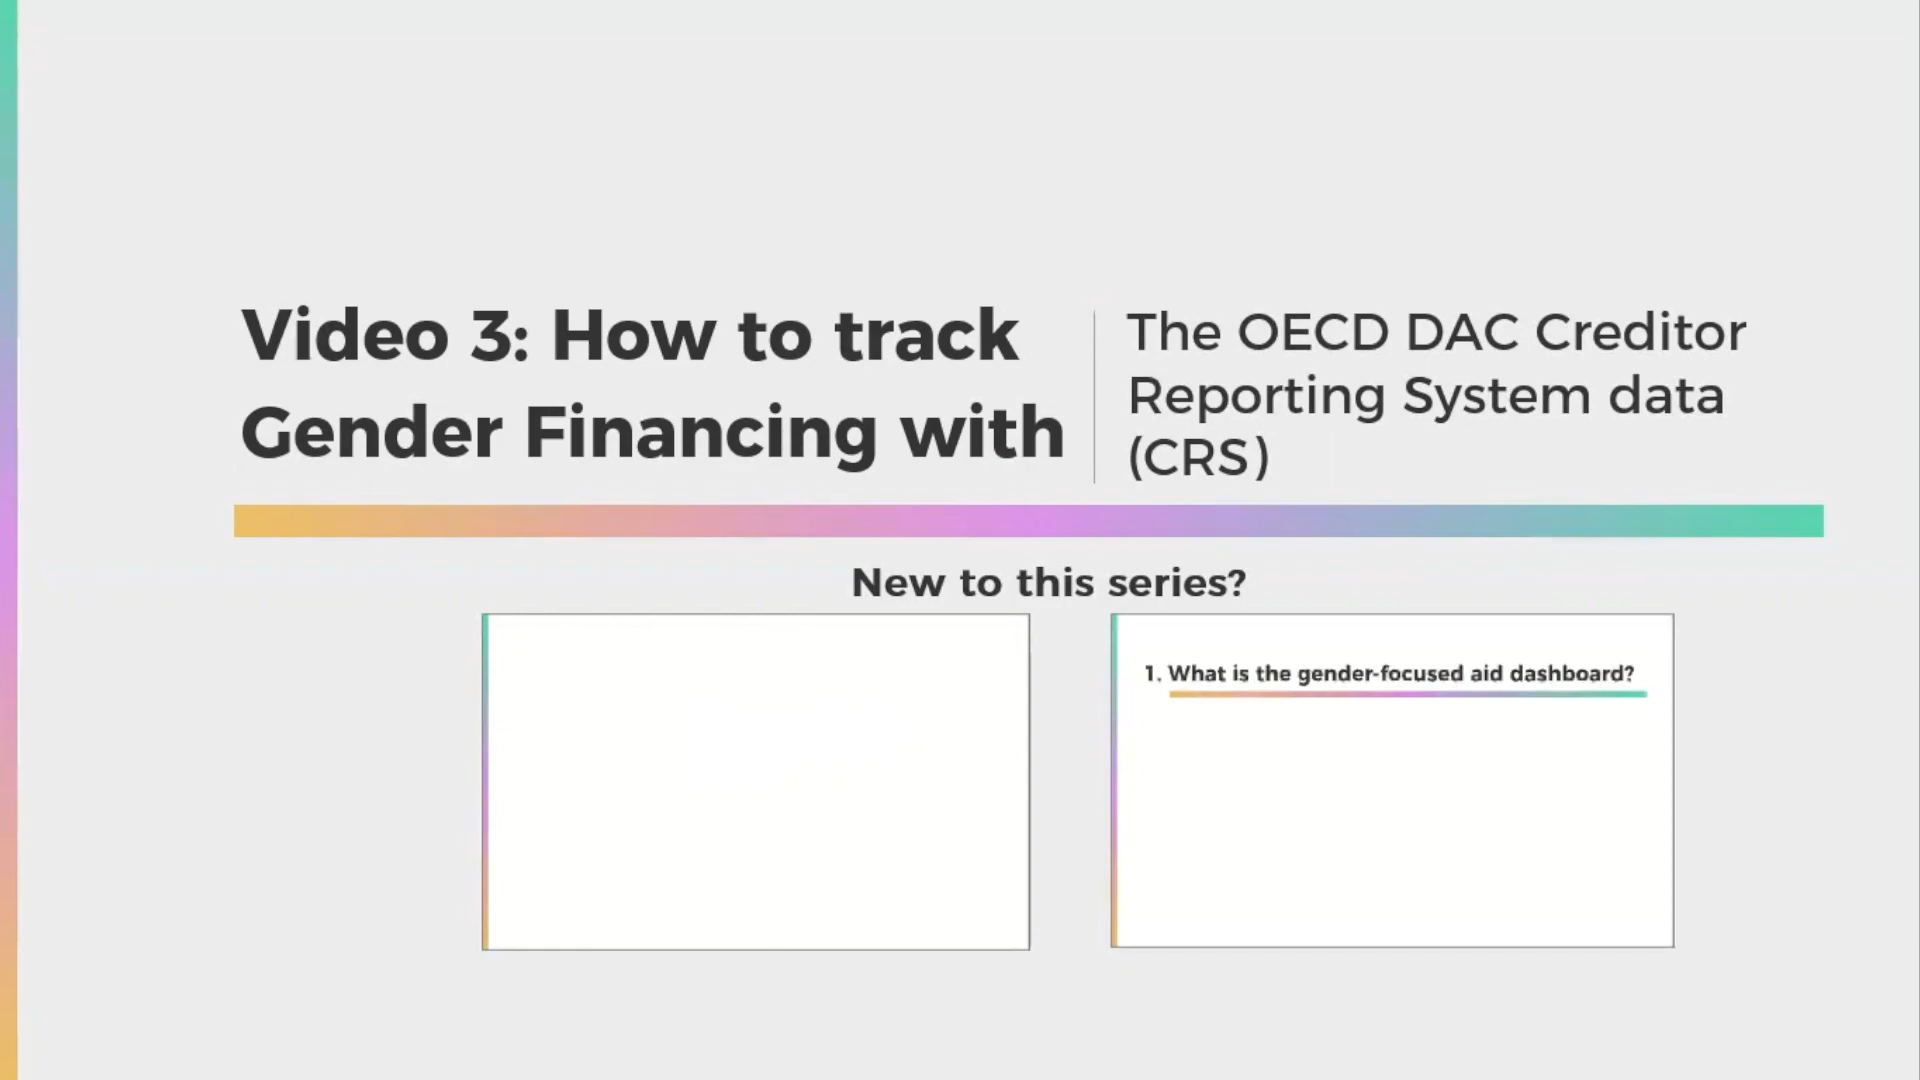 Video 3: How to track
Gender Financing with
The OECD DAC Creditor
Reporting System data
(CRS)
New to this series?
1. What is the gender-focused aid dashboard?